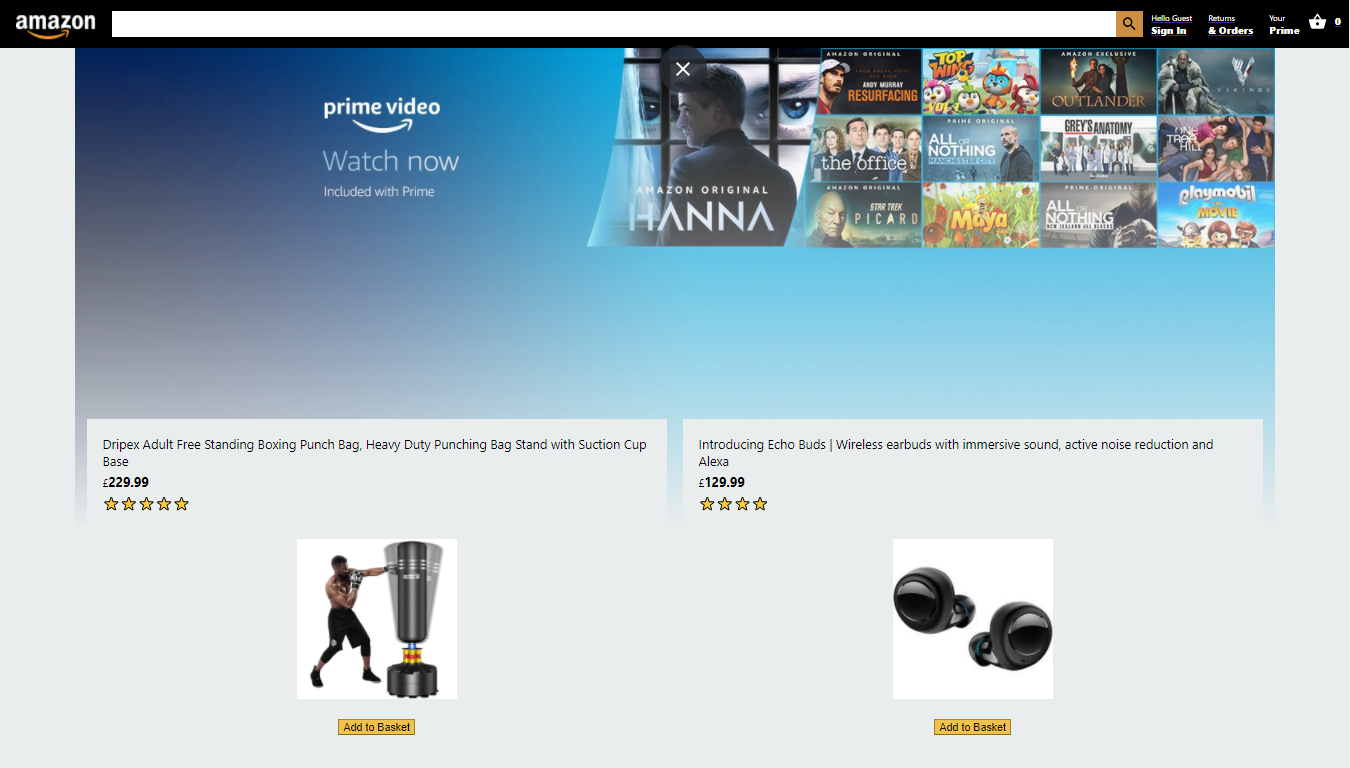 amazon
Hello Guest
Sign In
Returns
& Orders
Your
Prime
0
prime video
Watch now
Included with Prime
AMAZON ORIGINAL
HANNA
AMAZON ORIGINAL
FROM BREAK POINT
ANDY MURRAY
RESURFACING
TOP
WING
VOL 1
AMAZON EXCLUSIVE
OUTLANDER
VIKINGS
the office
PRIME ORIGINAL
ALL OR
NOTHING
MANCHESTER CITY
GREY'S ANATOMY
ONE
TREE
HILL
AMAZON ORIGINAL
STAR TREK
PICARD
Maya
PRIME ORIGINAL
ALL OR
NOTHING
NEW ZEALAND ALL BLACKS
playmobil
THE
MOVIE
Dripex Adult Free Standing Boxing Punch Bag, Heavy Duty Punching Bag Stand with Suction Cup
Base
£229.99
Introducing Echo Buds | Wireless earbuds with immersive sound, active noise reduction and
Alexa
£129.99
Add to Basket
Add to Basket